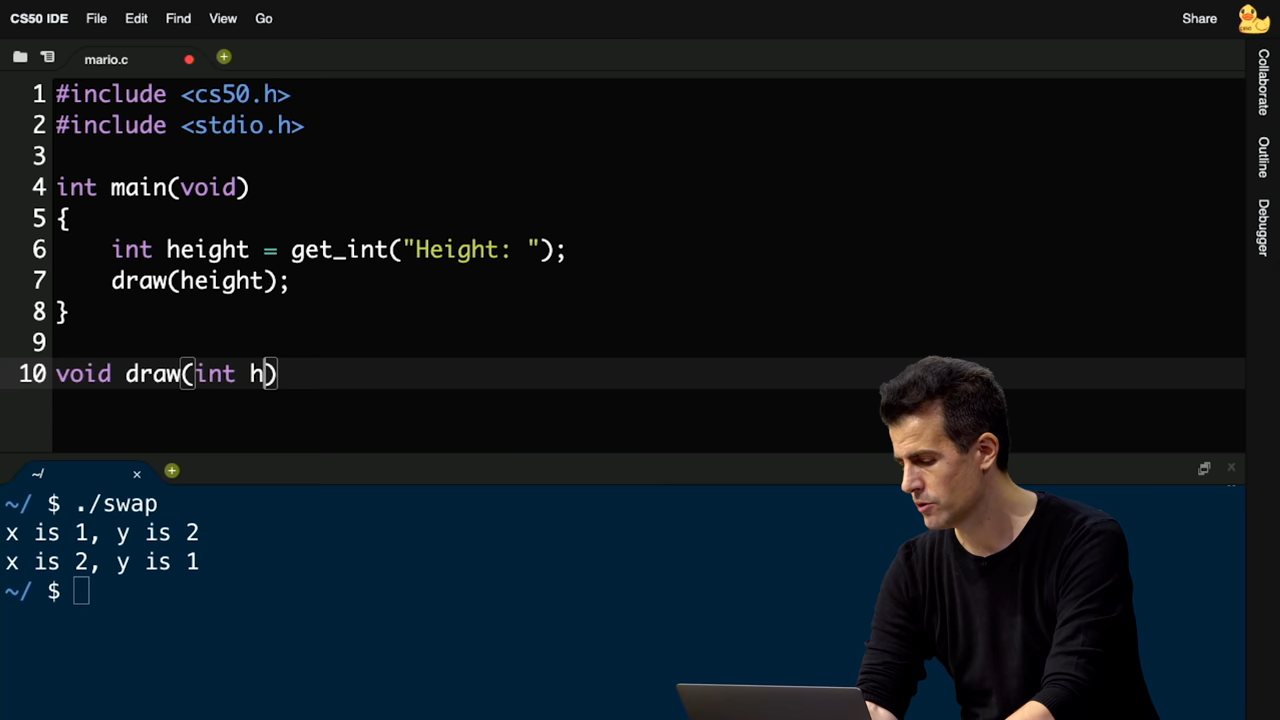 CS50 IDE File Edit Find View Go Share
mario.c
1 #include <cs50.h>
2 #include <stdio.h>
3
4 int main(void)
5 {
6     int height = get_int("Height: ");
7     draw(height);
8 }
9
10 void draw(int h)
~/
~/ $ ./swap
x is 1, y is 2
x is 2, y is 1
~/ $
Collaborate
Outline
Debugger